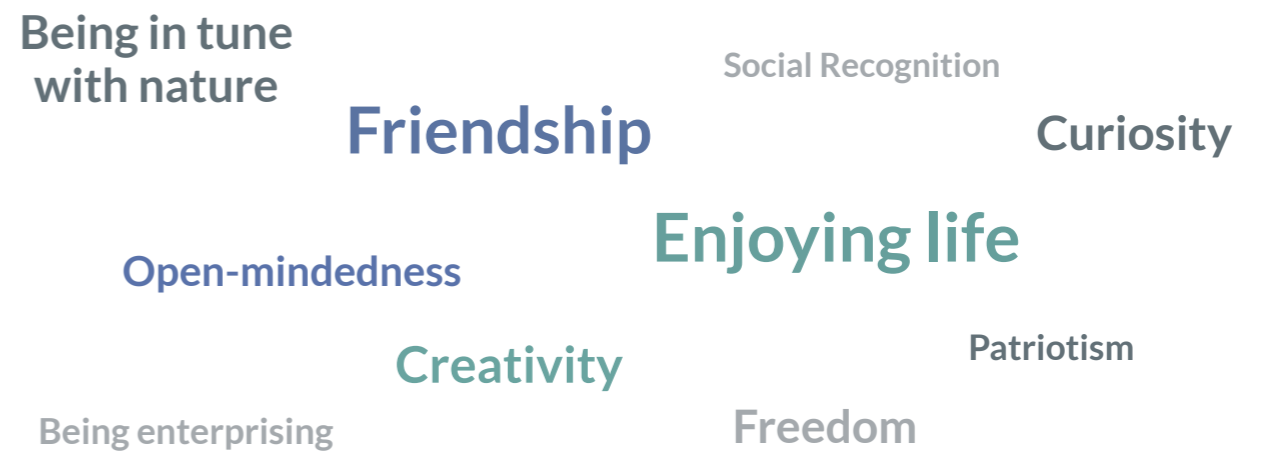 Being in tune
with nature
Social Recognition
Friendship
Curiosity
Enjoying life
Open-mindedness
Patriotism
Creativity
Being enterprising
Freedom